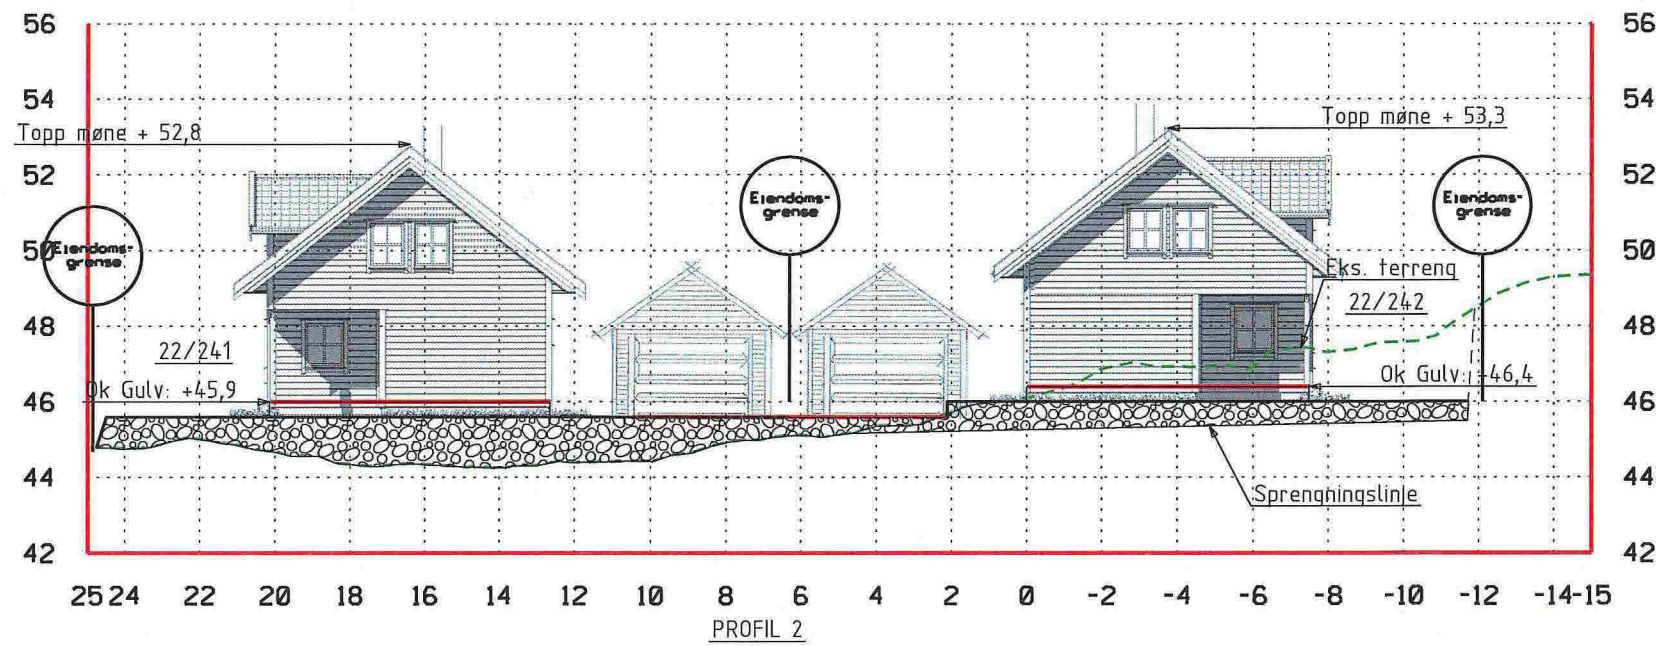 56
56
54
54
Topp møne + 52,8
Topp møne + 53,3
52
52
Eiendoms-
grense
Eiendoms-
grense
50
Eiendoms-
grense
50
Eks. terreng
22/242
48
48
22/241
Ok Gulv: +45,9
Ok Gulv: +46,4
46
46
44
44
Sprengningslinje
42
42
25 24 22 20 18 16 14 12 10 8 6 4 2 0 -2 -4 -6 -8 -10 -12 -14 -15
PROFIL 2